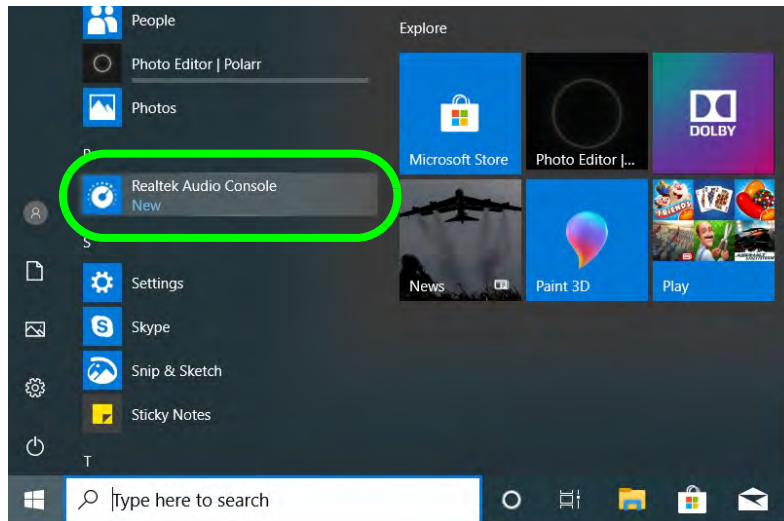 People
Explore
Photo Editor | Polarr
Photos
DOLBY
Microsoft Store
Photo Editor |...
Realtek Audio Console
New
FRIENDS
S
Settings
News
Paint 3D
Play
Skype
Snip & Sketch
Sticky Notes
T
Type here to search